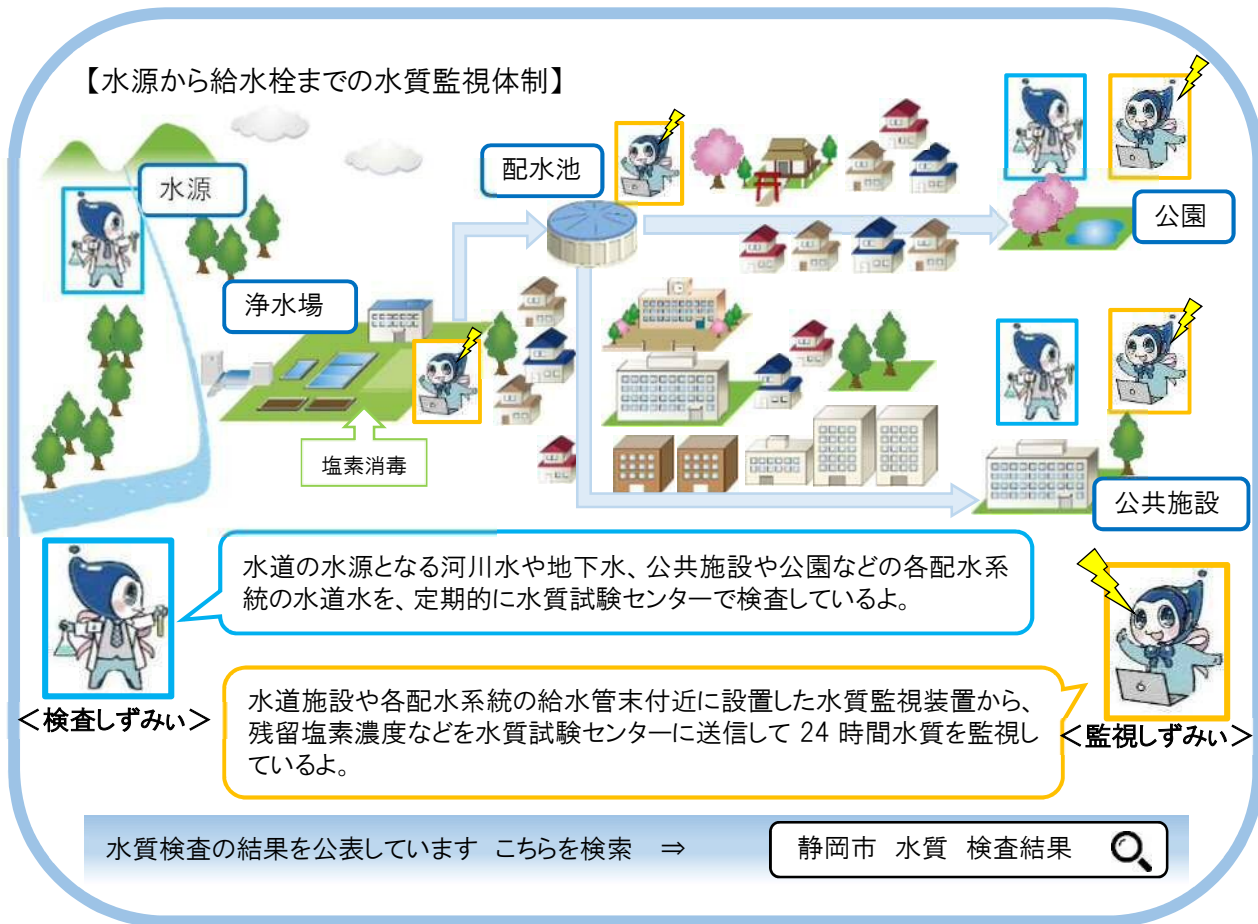 【水源から給水栓までの水質監視体制】
水源
配水池
公園
浄水場
塩素消毒
公共施設
水道の水源となる河川水や地下水、公共施設や公園などの各配水系
統の水道水を、定期的に水質試験センターで検査しているよ。
＜検査しずみぃ＞
水道施設や各配水系統の給水管末付近に設置した水質監視装置から、
残留塩素濃度などを水質試験センターに送信して 24 時間水質を監視し
ているよ。
＜監視しずみぃ＞
水質検査の結果を公表しています こちらを検索 ⇒
静岡市 水質 検査結果